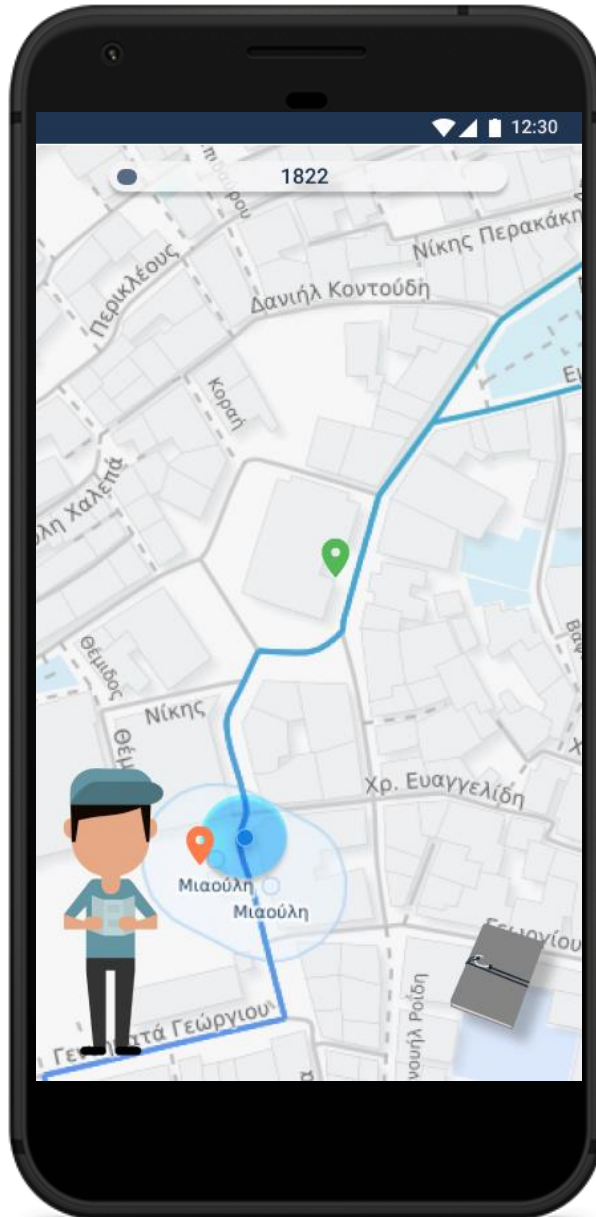 12:30
1822
Νίκης Περακάκη
Περικλέους
Δανιήλ Κοντούδη
Κοραή
Χαλεπά
Θέμιδος
Νίκης
Χρ. Ευαγγελίδη
Μιαούλη
Μιαούλη
Γεωργίου
Γεώργιου
Ροΐδη